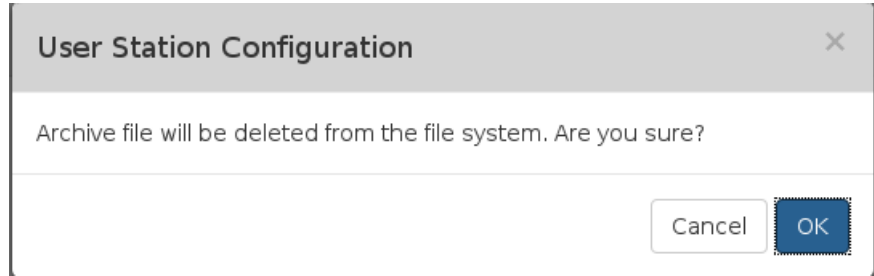 User Station Configuration ×
Archive file will be deleted from the file system. Are you sure?
Cancel OK